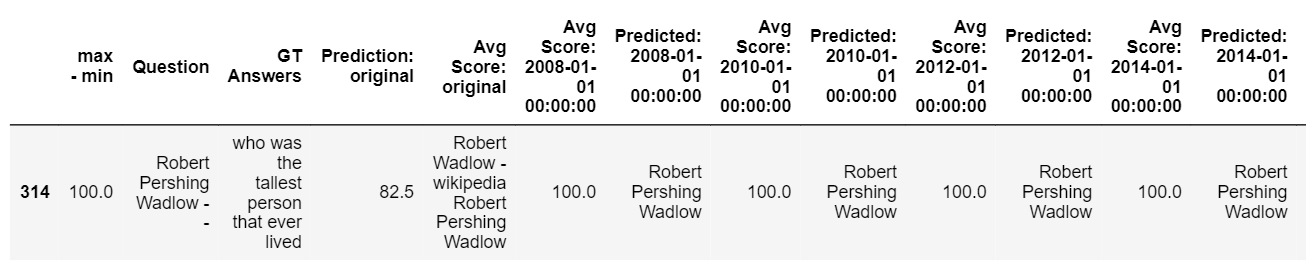 max - min Question GT Answers Prediction: original Avg Score: original Avg Score: 2008-01-01 00:00:00 Predicted: 2008-01-01 00:00:00 Avg Score: 2010-01-01 00:00:00 Predicted: 2010-01-01 00:00:00 Avg Score: 2012-01-01 00:00:00 Predicted: 2012-01-01 00:00:00 Avg Score: 2014-01-01 00:00:00 Predicted: 2014-01-01 00:00:00
314 100.0 Robert Pershing Wadlow - - who was the tallest person that ever lived 82.5 Robert Wadlow - wikipedia Robert Pershing Wadlow 100.0 Robert Pershing Wadlow 100.0 Robert Pershing Wadlow 100.0 Robert Pershing Wadlow 100.0 Robert Pershing Wadlow